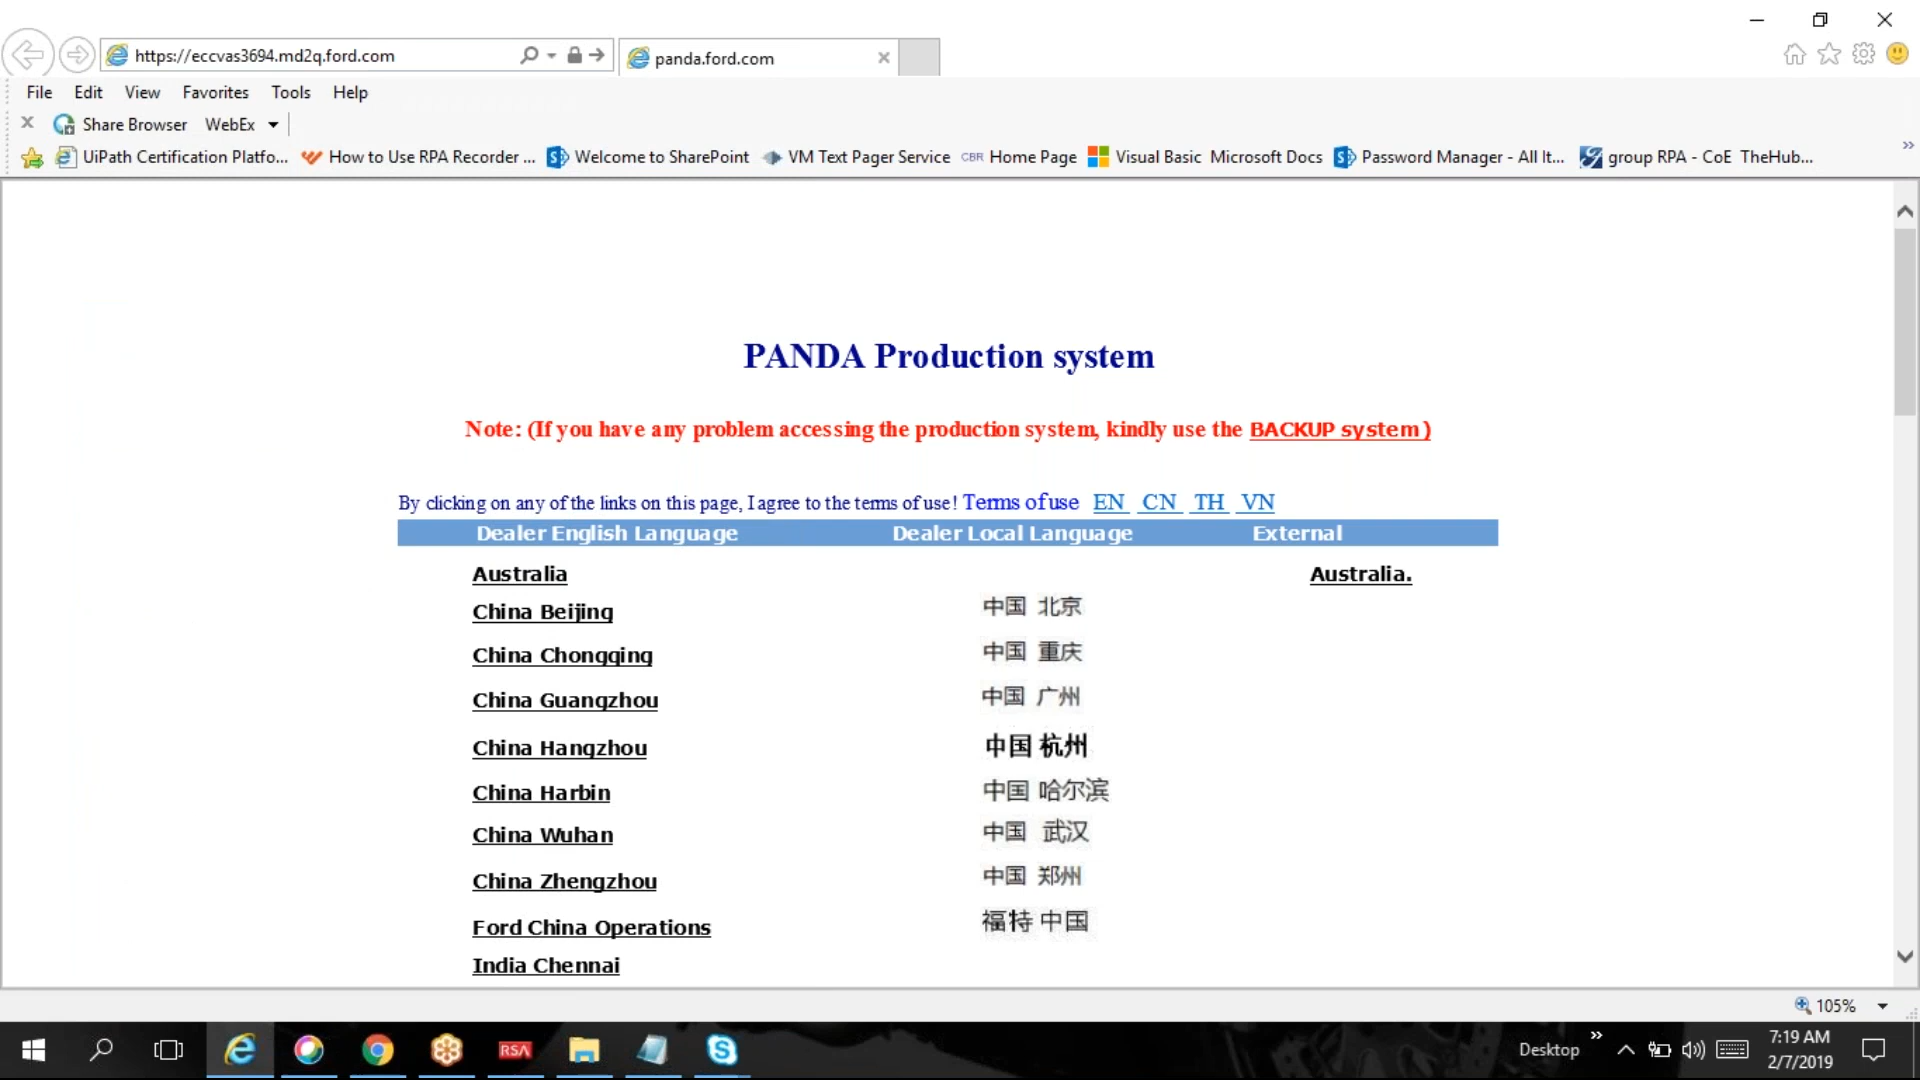 https://eccvas3694.md2q.ford.com
panda.ford.com
File Edit View Favorites Tools Help
Share Browser WebEx
UiPath Certification Platfo... How to Use RPA Recorder ... Welcome to SharePoint VM Text Pager Service CBR Home Page Visual Basic Microsoft Docs Password Manager - All It... group RPA - CoE TheHub...
PANDA Production system
Note: (If you have any problem accessing the production system, kindly use the BACKUP system)
By clicking on any of the links on this page, I agree to the terms of use! Terms of use EN CN TH VN
Dealer English Language Dealer Local Language External
Australia Australia.
China Beijing 中国 北京
China Chongqing 中国 重庆
China Guangzhou 中国 广州
China Hangzhou 中国 杭州
China Harbin 中国 哈尔滨
China Wuhan 中国 武汉
China Zhengzhou 中国 郑州
Ford China Operations 福特 中国
India Chennai
105%
RSA
Desktop
7:19 AM
2/7/2019